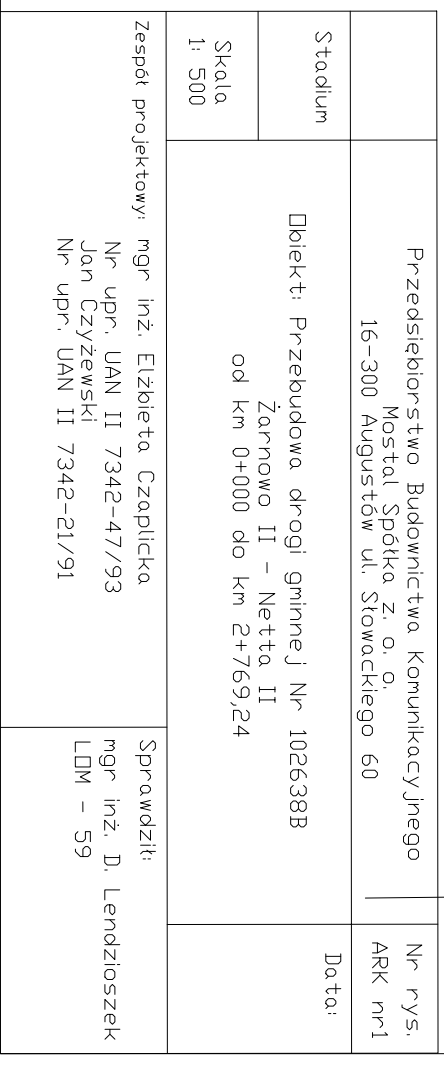 Przedsiębiorstwo Budownictwa Komunikacyjnego
Mostal Spółka z. o. o.
16-300 Augustów ul. Słowackiego 60
Nr rys.
ARK nr1
Stadium
Skala
1: 500
Obiekt: Przebudowa drogi gminnej Nr 102638B
Żarnowo II - Netta II
od km 0+000 do km 2+769,24
Data:
Zespół projektowy: mgr inż. Elżbieta Czaplicka
Nr upr. UAN II 7342-47/93
Jan Czyżewski
Nr upr. UAN II 7342-21/91
Sprawdził:
mgr inż. D. Lendzioszek
LOM - 59